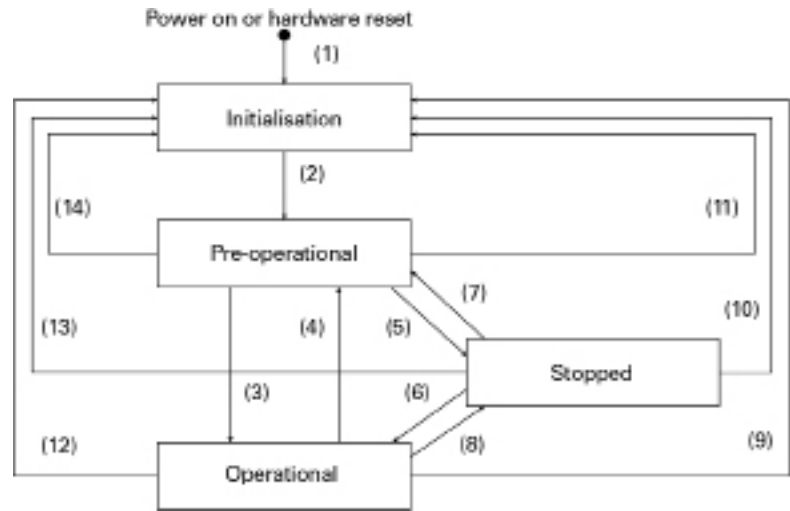 Power on or hardware reset
(1)
Initialisation
(2)
(14)
(11)
Pre-operational
(7)
(10)
(13)
(4)
(5)
Stopped
(3)
(6)
(12)
(8)
(9)
Operational